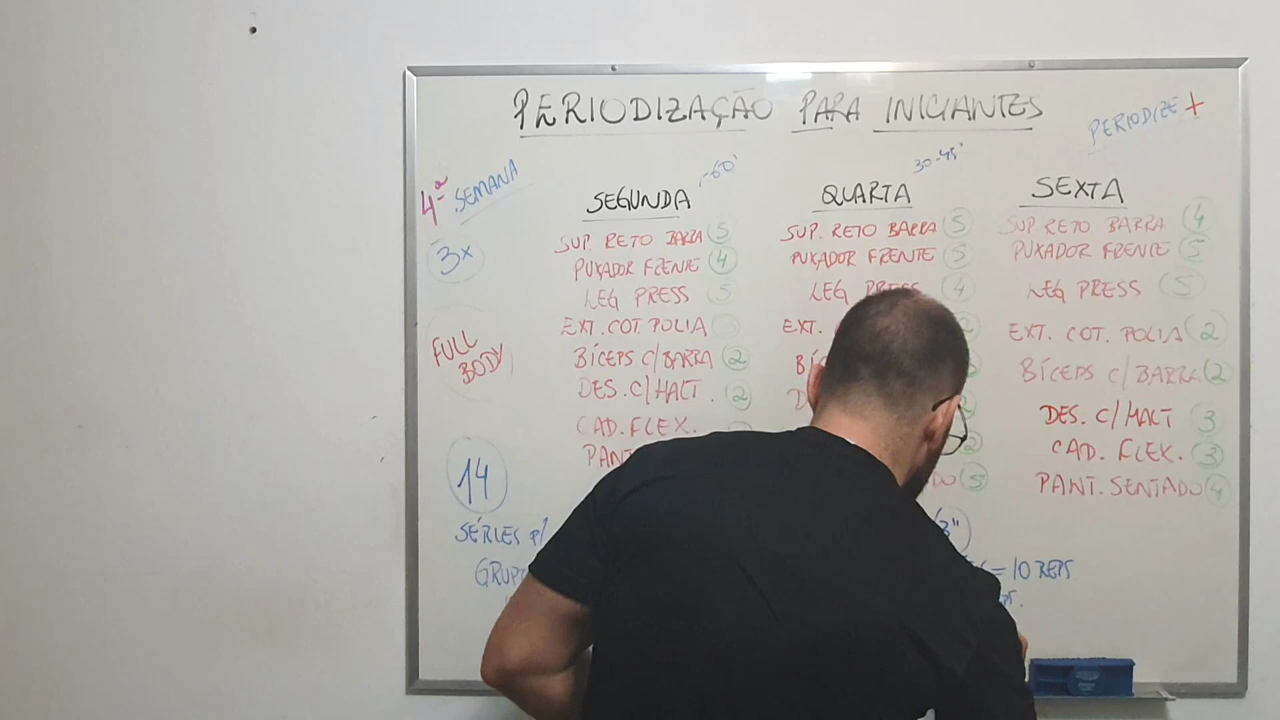 PERIODIZAÇÃO PARA INICIANTES
PERIODIZE +
4ª SEMANA
3x
FULL
BODY
14
SÉRIES p/
SEGUNDA ~60'
SUP. RETO BARRA 5
PUXADOR FRENTE 4
LEG PRESS 5
EXT. COT. POLIA
BÍCEPS C/BARRA 2
DES. C/HALT. 2
CAD. FLEX.
QUARTA 30-45'
SUP. RETO BARRA 5
PUXADOR FRENTE 5
LEG PRESS 4
EXT.
2
DO 5
3"
= 10 REPS
SEXTA
SUP. RETO BARRA 4
PUXADOR FRENTE 5
LEG PRESS 5
EXT. COT. POLIA 2
BÍCEPS C/BARRA 2
DES. C/HALT 3
CAD. FLEX. 3
PANT. SENTADO 4